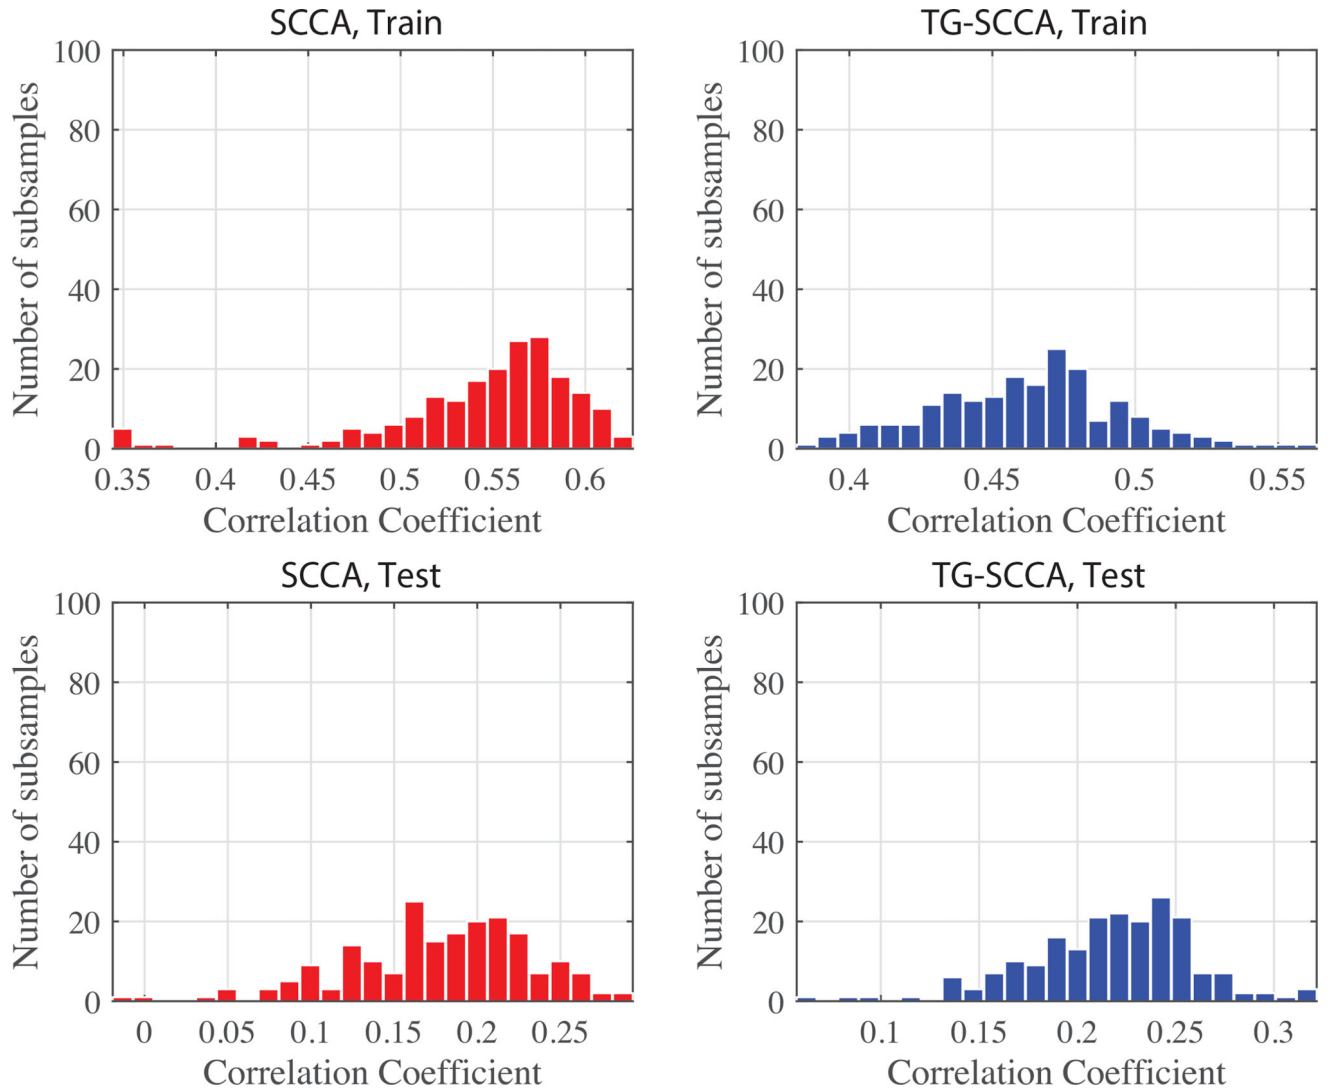 SCCA, Train
100
80
60
40
20
0
Number of subsamples
0.35 0.4 0.45 0.5 0.55 0.6
Correlation Coefficient
TG-SCCA, Train
100
80
60
40
20
0
Number of subsamples
0.4 0.45 0.5 0.55
Correlation Coefficient
SCCA, Test
100
80
60
40
20
0
Number of subsamples
0 0.05 0.1 0.15 0.2 0.25
Correlation Coefficient
TG-SCCA, Test
100
80
60
40
20
0
Number of subsamples
0.1 0.15 0.2 0.25 0.3
Correlation Coefficient